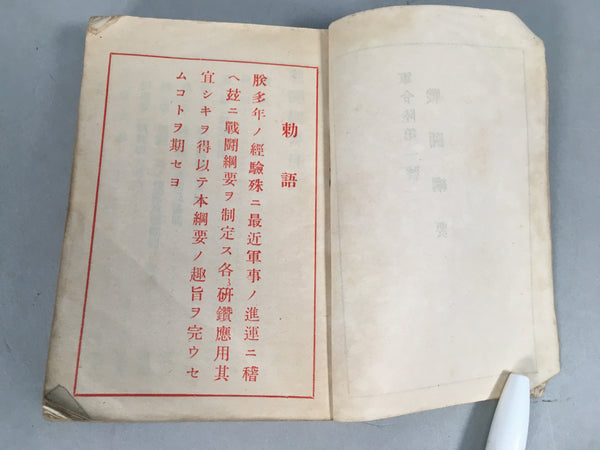 戰鬪綱要
軍令陸第一號
勅語
朕多年ノ經驗殊ニ最近軍事ノ進運ニ稽
ヘ玆ニ戰鬪綱要ヲ制定ス各〻硏鑽應用其
宜シキヲ得以テ本綱要ノ趣旨ヲ完ウセ
ムコトヲ期セヨ